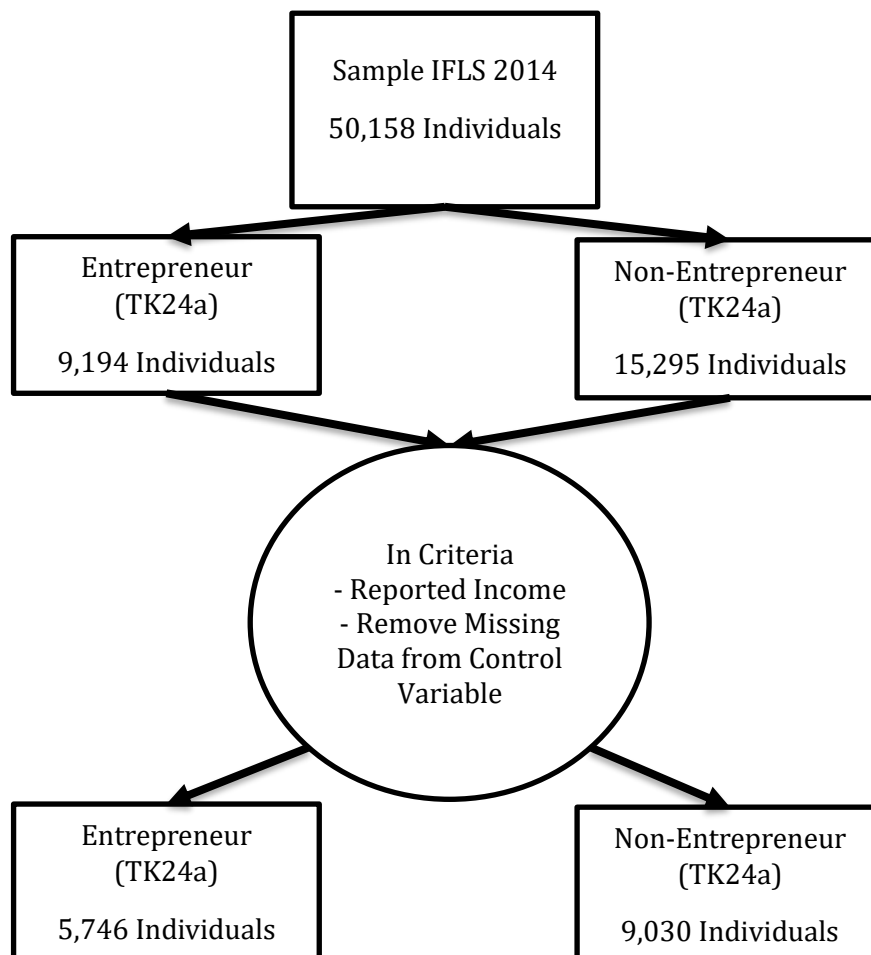 Sample IFLS 2014
50,158 Individuals
Entrepreneur
(TK24a)
9,194 Individuals
Non-Entrepreneur
(TK24a)
15,295 Individuals
In Criteria
- Reported Income
- Remove Missing
Data from Control
Variable
Entrepreneur
(TK24a)
5,746 Individuals
Non-Entrepreneur
(TK24a)
9,030 Individuals